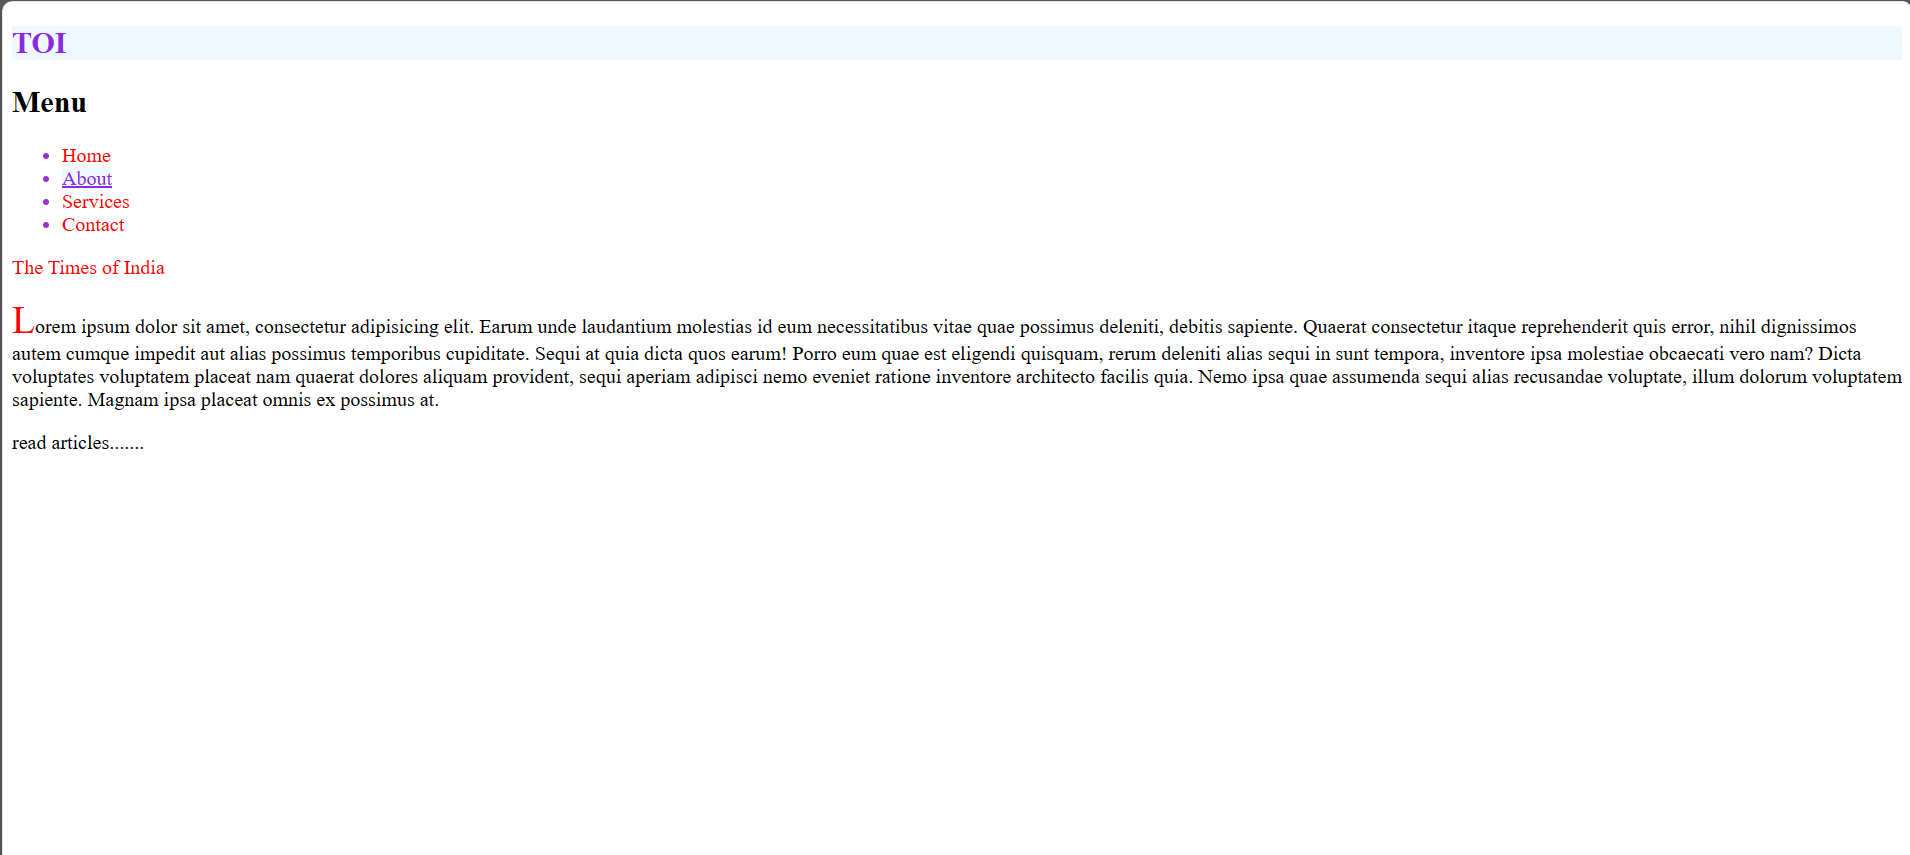 TOI
Menu
Home
About
Services
Contact
The Times of India
Lorem ipsum dolor sit amet, consectetur adipisicing elit. Earum unde laudantium molestias id eum necessitatibus vitae quae possimus deleniti, debitis sapiente. Quaerat consectetur itaque reprehenderit quis error, nihil dignissimos
autem cumque impedit aut alias possimus temporibus cupiditate. Sequi at quia dicta quos earum! Porro eum quae est eligendi quisquam, rerum deleniti alias sequi in sunt tempora, inventore ipsa molestiae obcaecati vero nam? Dicta
voluptates voluptatem placeat nam quaerat dolores aliquam provident, sequi aperiam adipisci nemo eveniet ratione inventore architecto facilis quia. Nemo ipsa quae assumenda sequi alias recusandae voluptate, illum dolorum voluptatem
sapiente. Magnam ipsa placeat omnis ex possimus at.
read articles.......